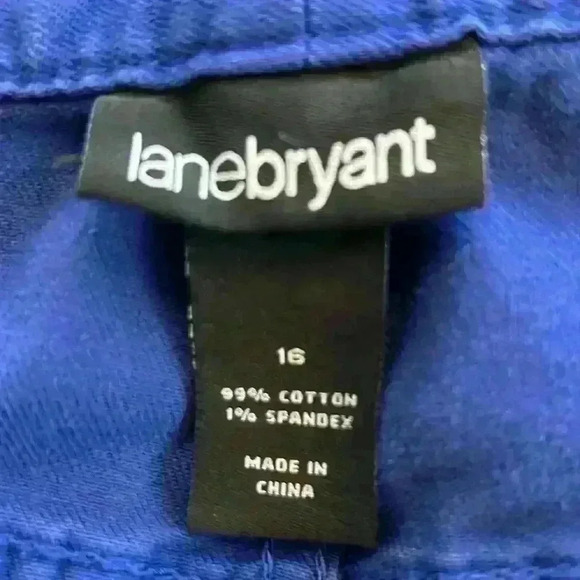 lanebryant
16
99% COTTON
1% SPANDEX
MADE IN
CHINA